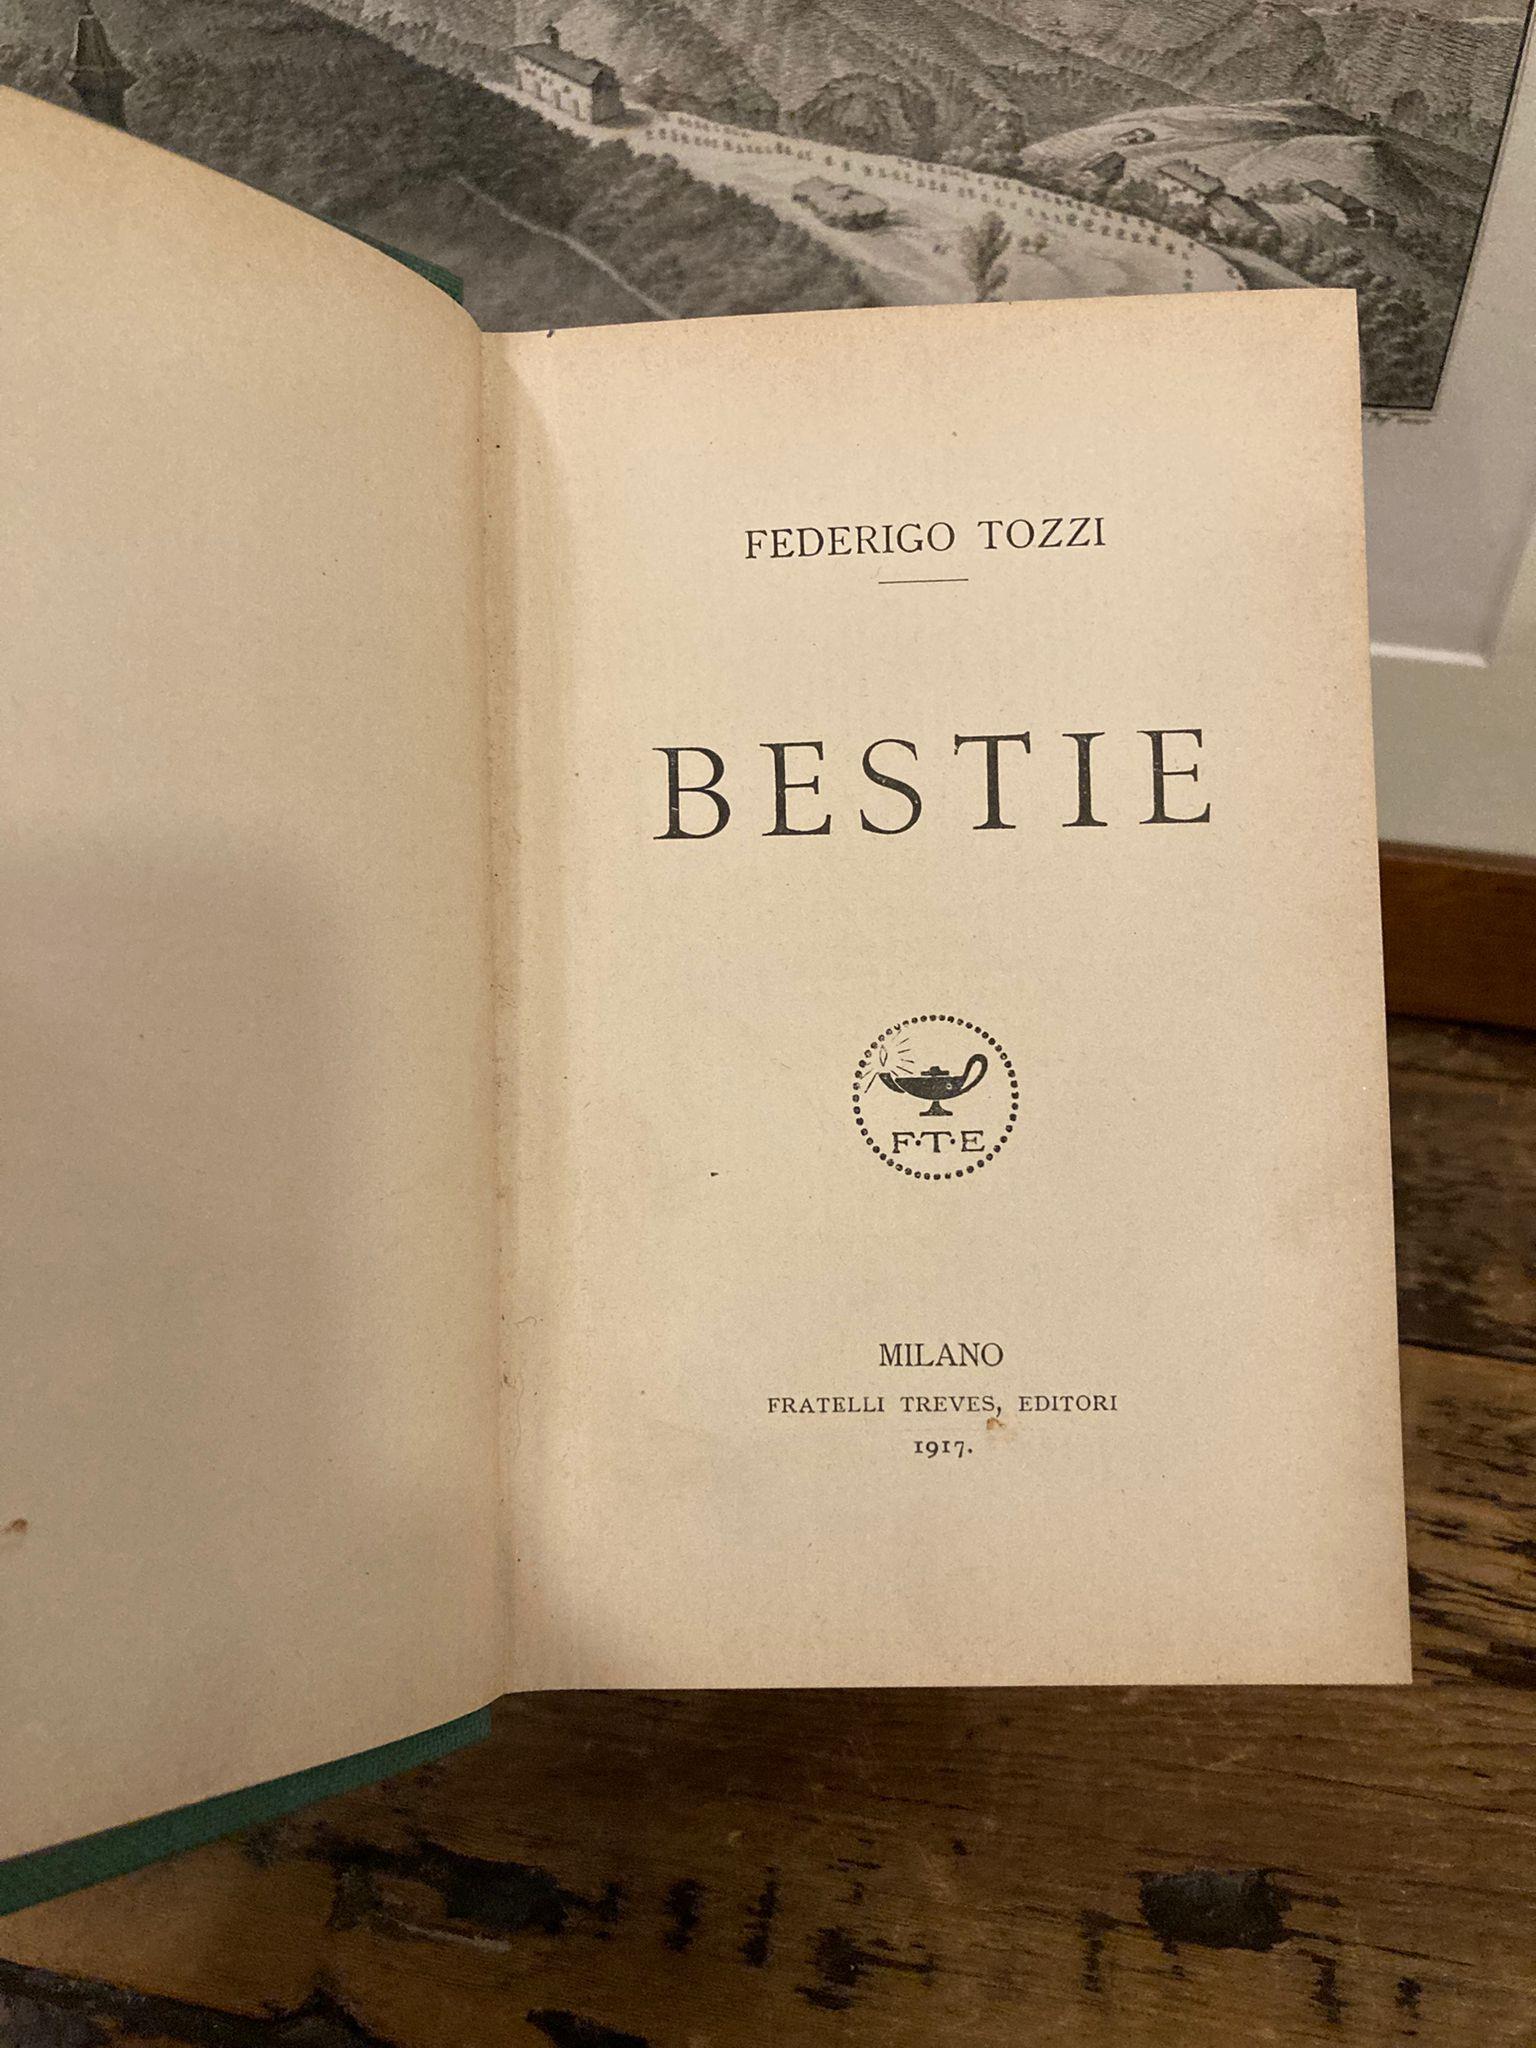 FEDERIGO TOZZI
BESTIE
F·T·E
MILANO
FRATELLI TREVES, EDITORI
1917.